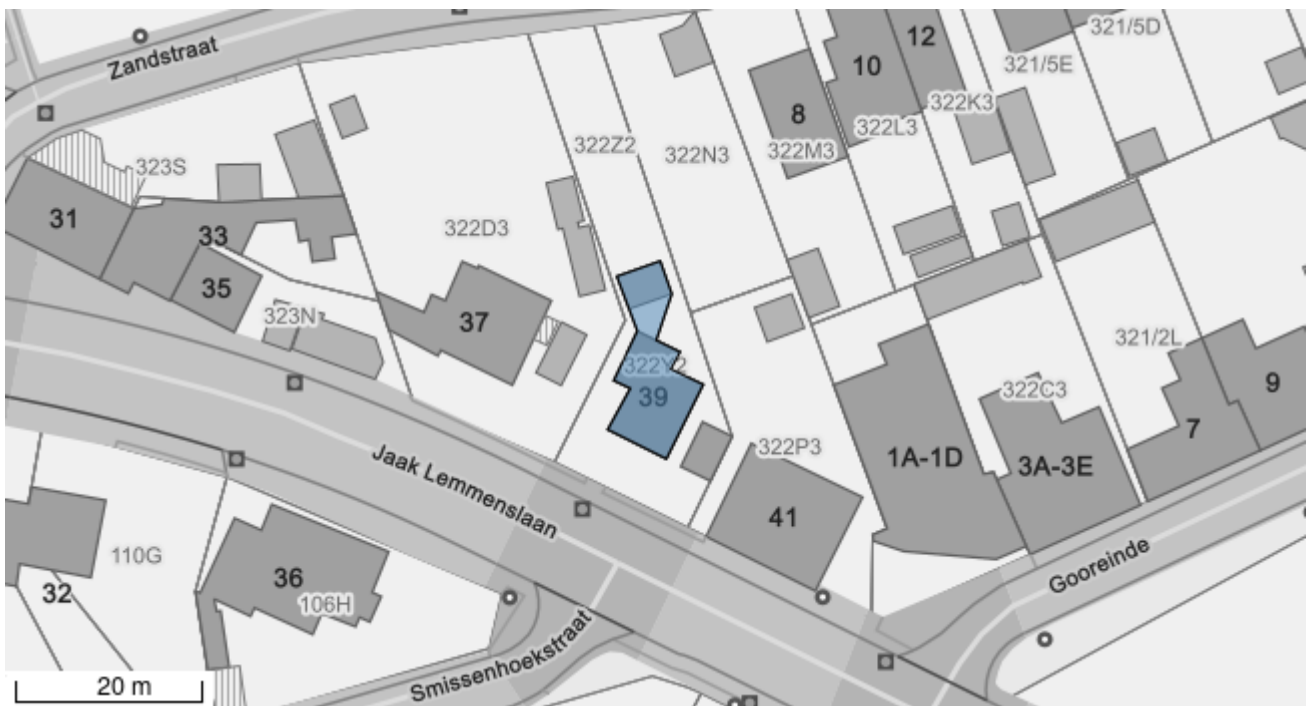 321/5D
12
Zandstraat
10
321/5E
8
322K3
322L3
322Z2
322N3
322M3
323S
31
33
322D3
35
323N
37
322Y2
39
321/2L
322C3
9
7
322P3
1A-1D
3A-3E
Jaak Lemmenslaan
41
110G
Gooreinde
36
32
106H
Smissenhoekstraat
20 m